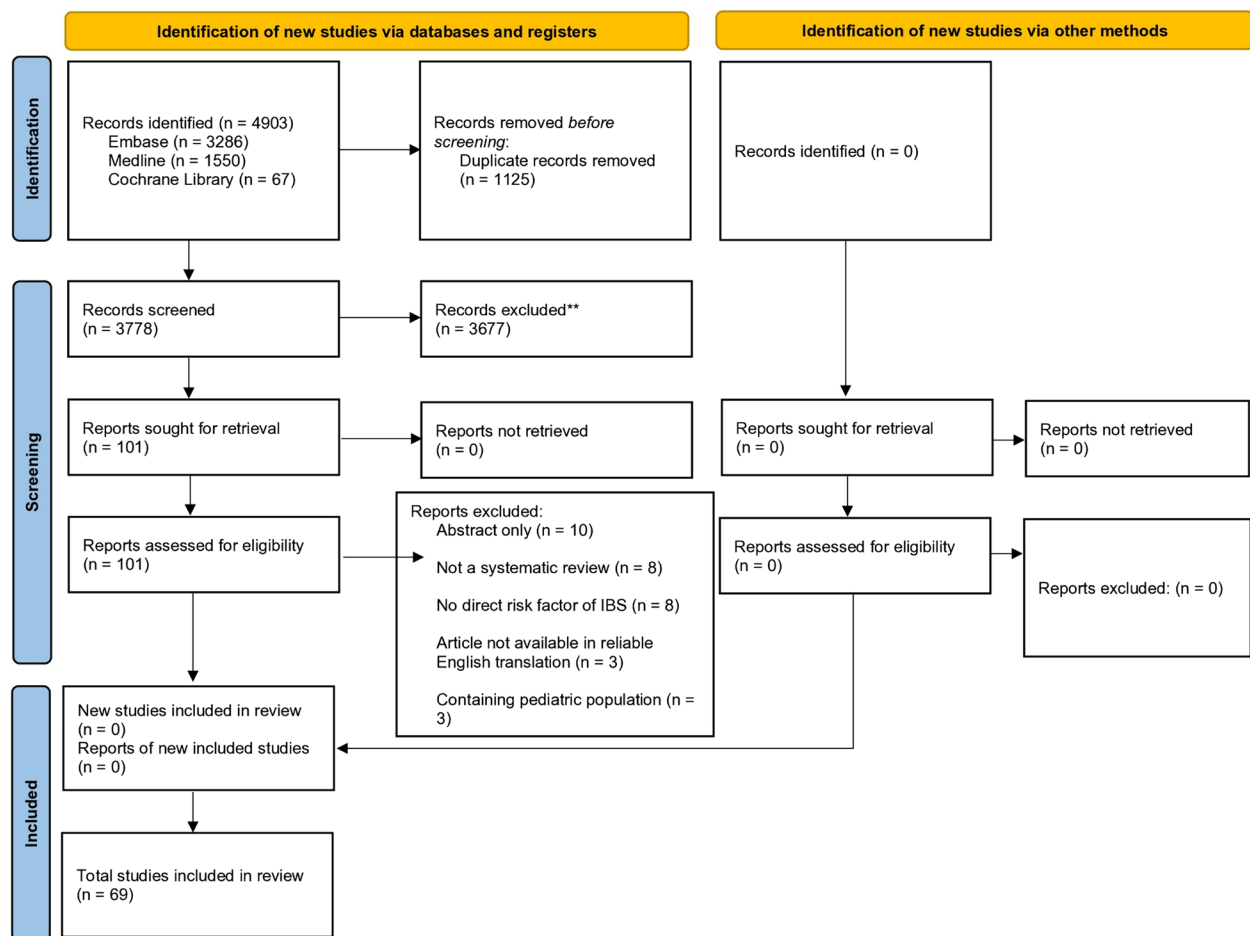 Identification of new studies via databases and registers
Identification of new studies via other methods
Identification
Records identified (n = 4903)
Embase (n = 3286)
Medline (n = 1550)
Cochrane Library (n = 67)
Records removed before
screening:
Duplicate records removed
(n = 1125)
Records identified (n = 0)
Screening
Records screened
(n = 3778)
Records excluded**
(n = 3677)
Reports sought for retrieval
(n = 101)
Reports not retrieved
(n = 0)
Reports sought for retrieval
(n = 0)
Reports not retrieved
(n = 0)
Reports assessed for eligibility
(n = 101)
Reports excluded:
Abstract only (n = 10)
Not a systematic review (n = 8)
No direct risk factor of IBS (n = 8)
Article not available in reliable
English translation (n = 3)
Containing pediatric population (n =
3)
Reports assessed for eligibility
(n = 0)
Reports excluded: (n = 0)
Included
New studies included in review
(n = 0)
Reports of new included studies
(n = 0)
Total studies included in review
(n = 69)